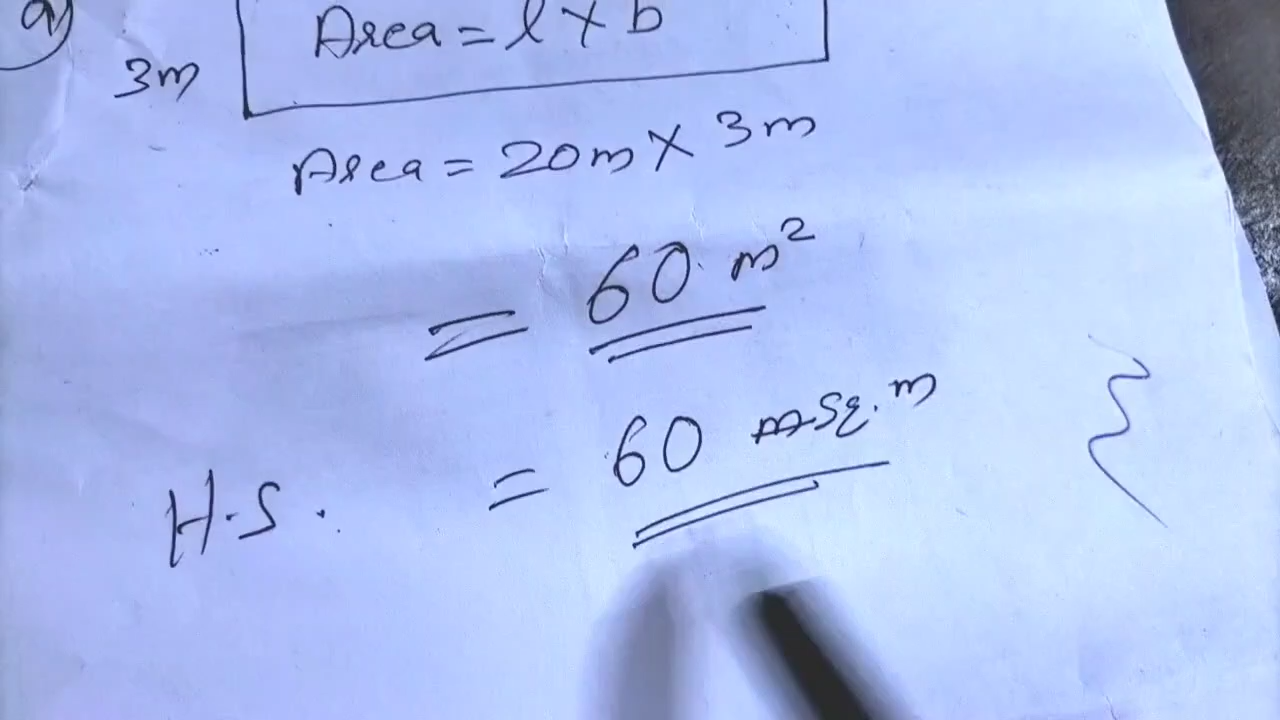 a)
Area = l × b
3m
Area = 20m × 3m
= 60 m²
= 60 sq. m
H.S.